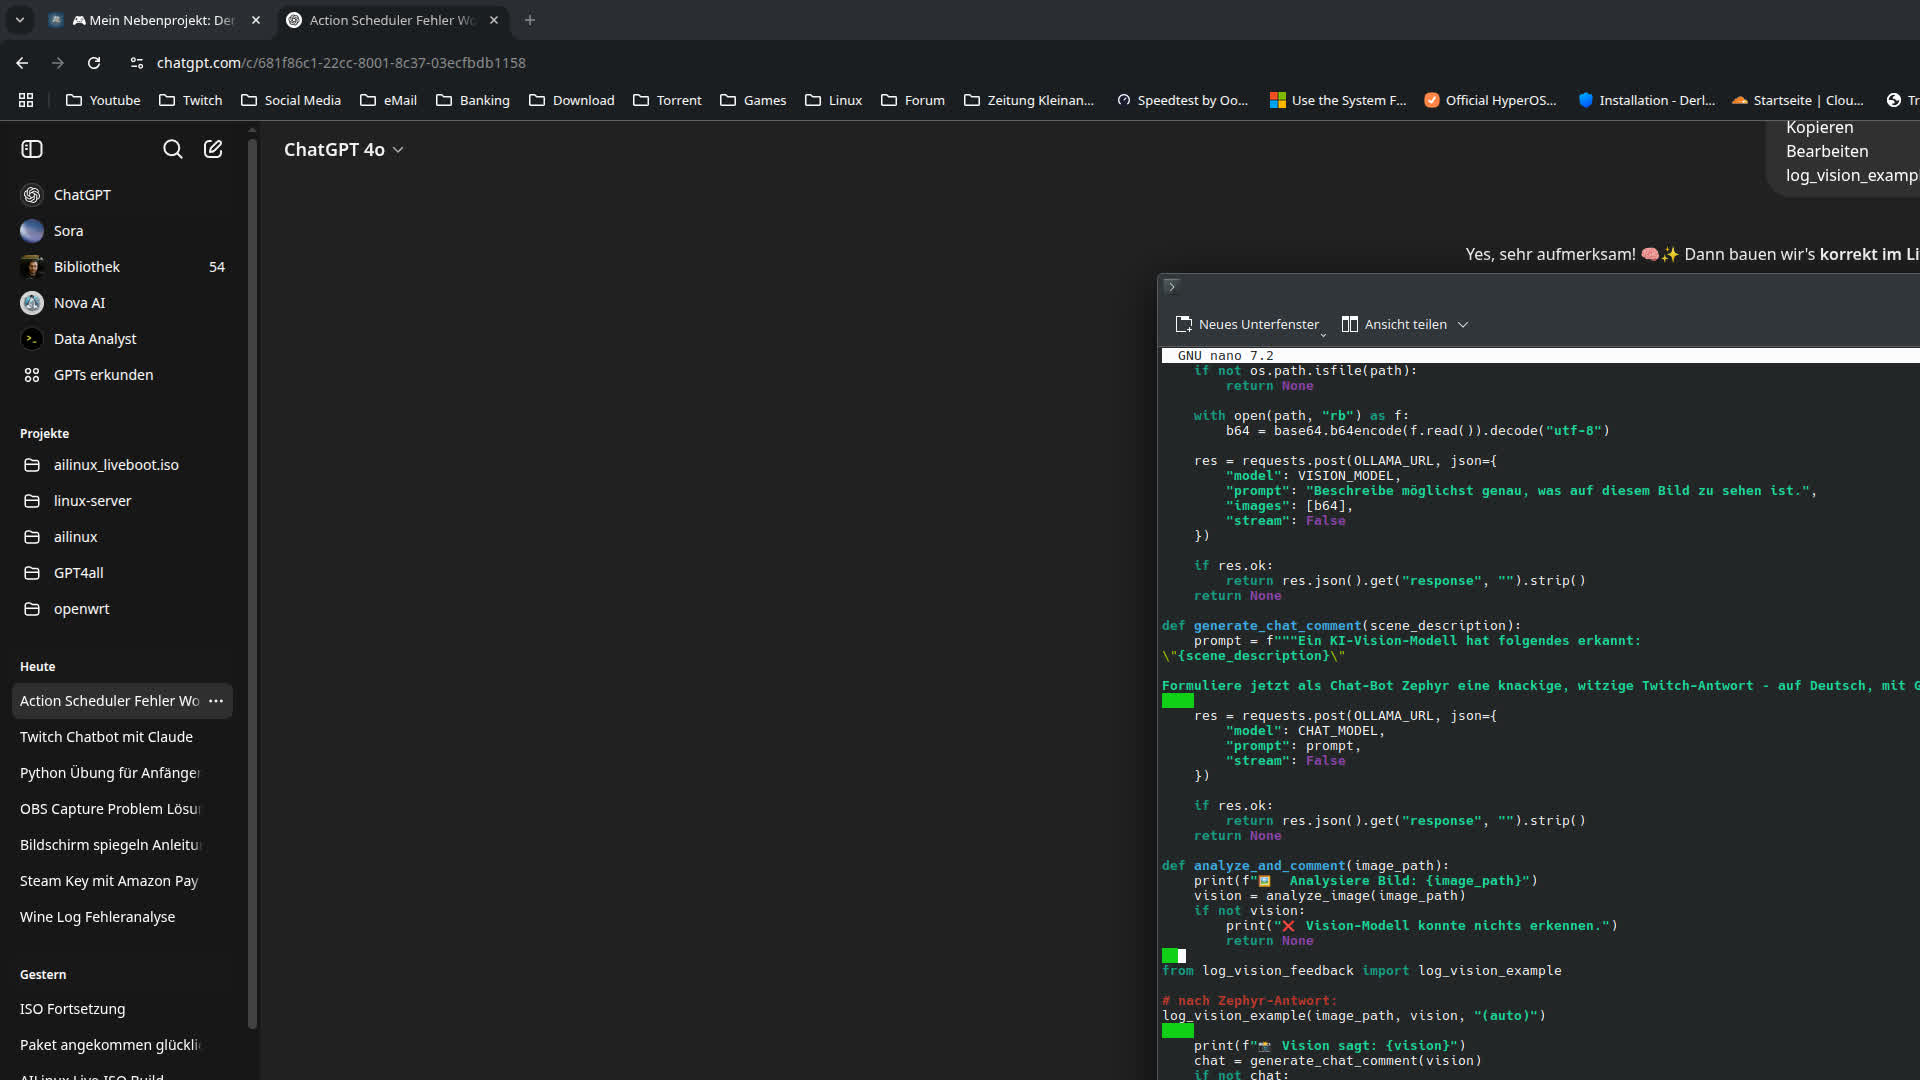 🎮 Mein Nebenprojekt: Der
Action Scheduler Fehler Wo
chatgpt.com/c/681f86c1-22cc-8001-8c37-03ecfbdb1158
Youtube Twitch Social Media eMail Banking Download Torrent Games Linux Forum Zeitung Kleinan... Speedtest by Oo... Use the System F... Official HyperOS... Installation - Derl... Startseite | Clou... Tr
ChatGPT
Sora
Bibliothek 54
Nova AI
Data Analyst
GPTs erkunden
Projekte
ailinux_liveboot.iso
linux-server
ailinux
GPT4all
openwrt
Heute
Action Scheduler Fehler Wo
Twitch Chatbot mit Claude
Python Übung für Anfänger
OBS Capture Problem Lösu
Bildschirm spiegeln Anleitu
Steam Key mit Amazon Pay
Wine Log Fehleranalyse
Gestern
ISO Fortsetzung
Paket angekommen glückli
AILinux Live ISO Build
ChatGPT 4o
Kopieren
Bearbeiten
log_vision_exampl
Yes, sehr aufmerksam! 🧠✨ Dann bauen wir's korrekt im Li
Neues Unterfenster Ansicht teilen
GNU nano 7.2
    if not os.path.isfile(path):
        return None
    with open(path, "rb") as f:
        b64 = base64.b64encode(f.read()).decode("utf-8")
    res = requests.post(OLLAMA_URL, json={
        "model": VISION_MODEL,
        "prompt": "Beschreibe möglichst genau, was auf diesem Bild zu sehen ist.",
        "images": [b64],
        "stream": False
    })
    if res.ok:
        return res.json().get("response", "").strip()
    return None
def generate_chat_comment(scene_description):
    prompt = f"""Ein KI-Vision-Modell hat folgendes erkannt:
\"{scene_description}\"
Formuliere jetzt als Chat-Bot Zephyr eine knackige, witzige Twitch-Antwort - auf Deutsch, mit G
    res = requests.post(OLLAMA_URL, json={
        "model": CHAT_MODEL,
        "prompt": prompt,
        "stream": False
    })
    if res.ok:
        return res.json().get("response", "").strip()
    return None
def analyze_and_comment(image_path):
    print(f"🖼️  Analysiere Bild: {image_path}")
    vision = analyze_image(image_path)
    if not vision:
        print("❌ Vision-Modell konnte nichts erkennen.")
        return None
from log_vision_feedback import log_vision_example
# nach Zephyr-Antwort:
log_vision_example(image_path, vision, "(auto)")
    print(f"📸 Vision sagt: {vision}")
    chat = generate_chat_comment(vision)
    if not chat: